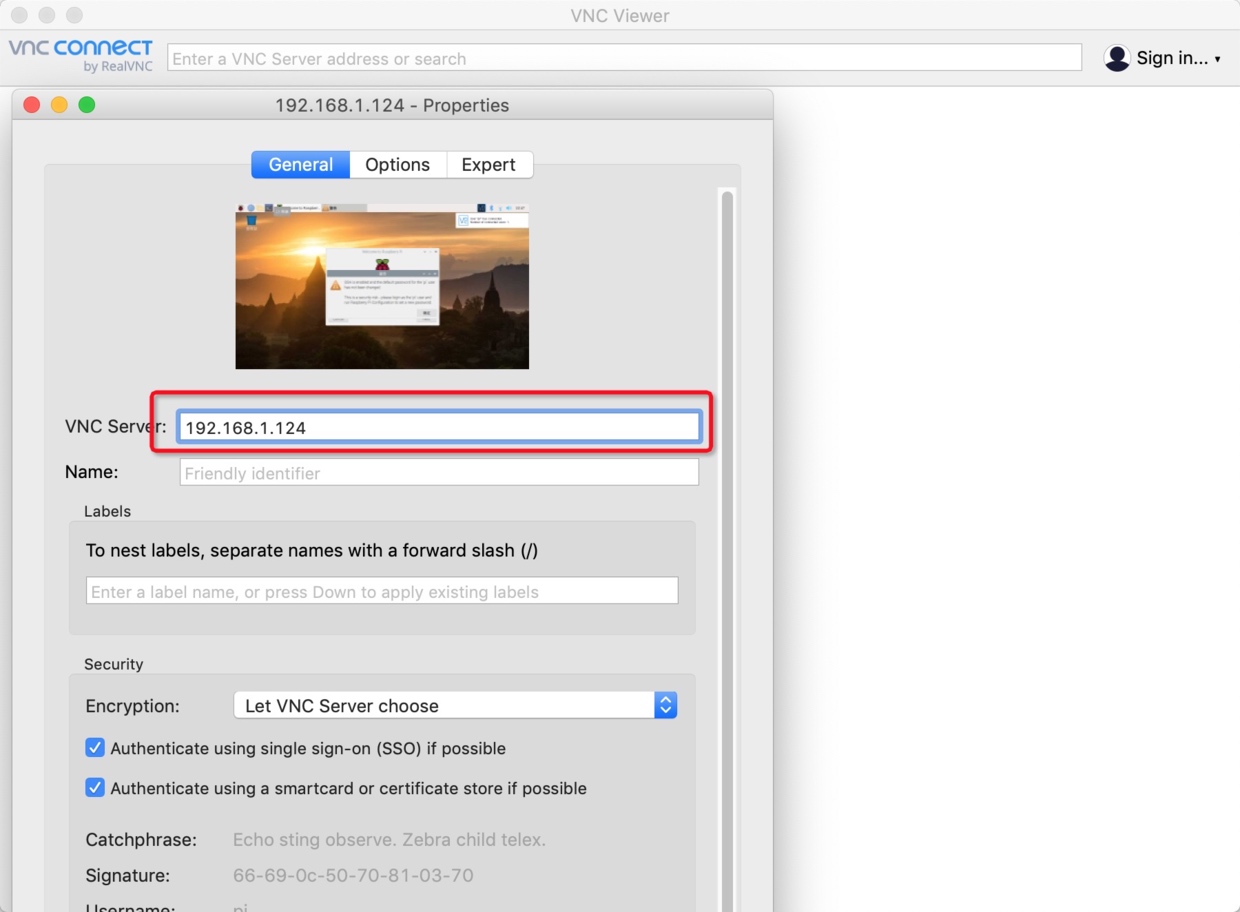 VNC Viewer
vnc connect
by RealVNC
Enter a VNC Server address or search
Sign in...
192.168.1.124 - Properties
General
Options
Expert
VNC Server:
192.168.1.124
Name:
Friendly identifier
Labels
To nest labels, separate names with a forward slash (/)
Enter a label name, or press Down to apply existing labels
Security
Encryption:
Let VNC Server choose
Authenticate using single sign-on (SSO) if possible
Authenticate using a smartcard or certificate store if possible
Catchphrase:
Echo sting observe. Zebra child telex.
Signature:
66-69-0c-50-70-81-03-70
Username:
pi